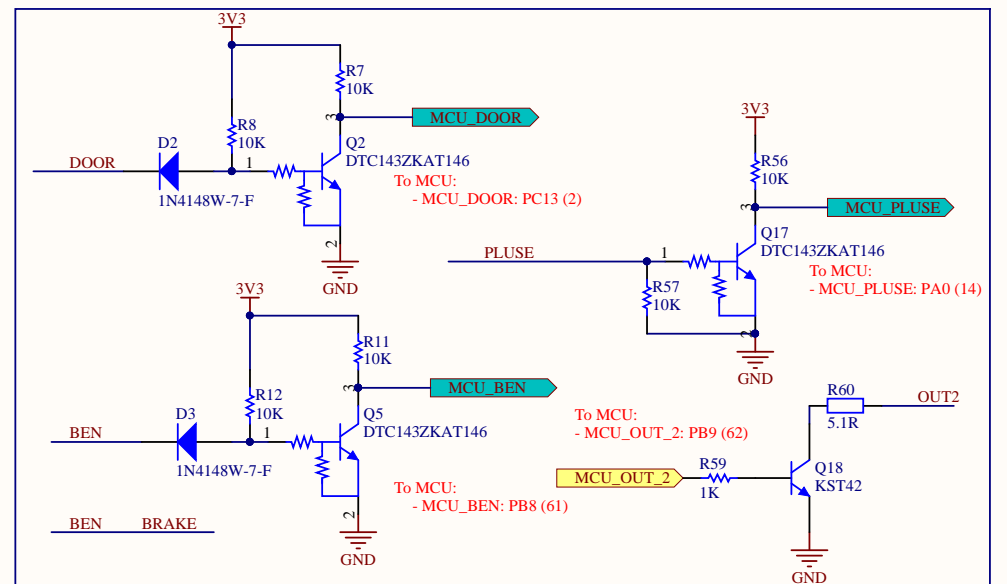 3V3
R7
10K
3
MCU_DOOR
R8
10K
D2
DOOR
1
1N4148W-7-F
Q2
DTC143ZKAT146
To MCU:
- MCU_DOOR: PC13 (2)
2
GND
3V3
R56
10K
3
MCU_PLUSE
PLUSE
1
Q17
DTC143ZKAT146
R57
10K
To MCU:
- MCU_PLUSE: PA0 (14)
2
GND
3V3
R11
10K
3
MCU_BEN
R12
10K
D3
BEN
1
1N4148W-7-F
Q5
DTC143ZKAT146
To MCU:
- MCU_BEN: PB8 (61)
2
GND
BEN BRAKE
To MCU:
- MCU_OUT_2: PB9 (62)
MCU_OUT_2
R59
1K
R60
5.1R
OUT2
Q18
KST42
GND